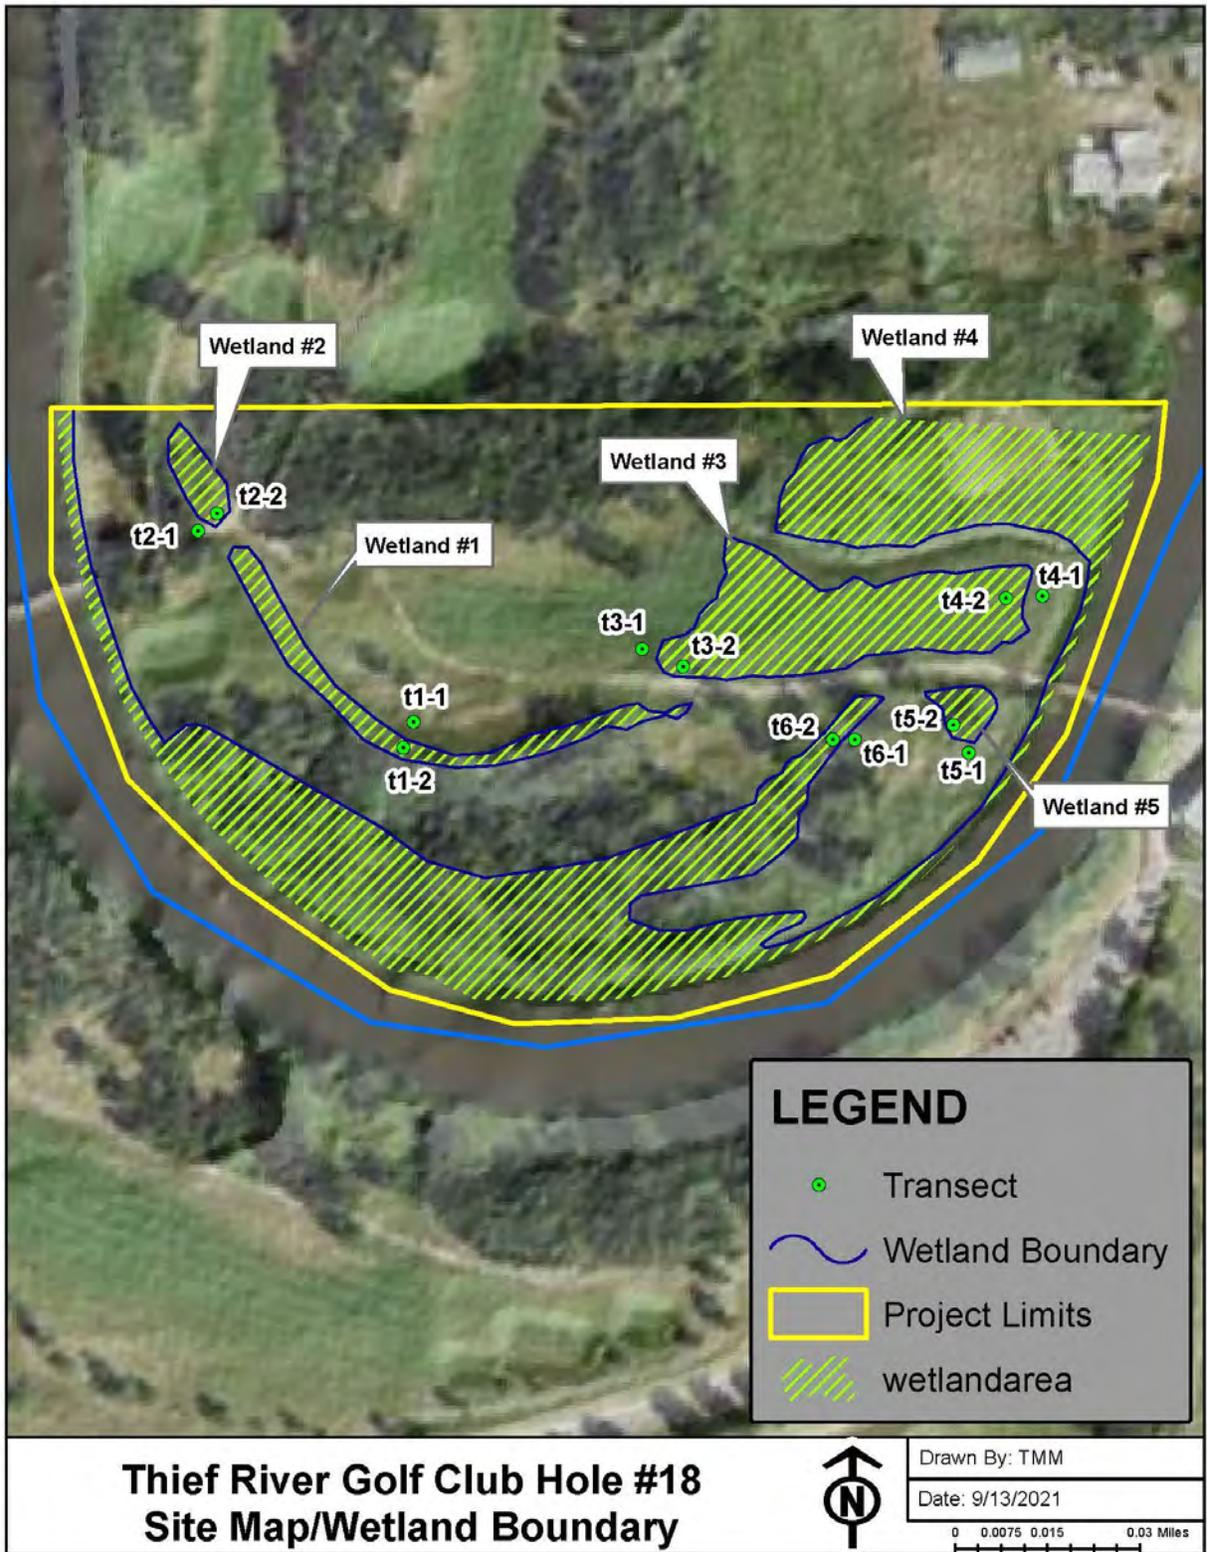 Wetland #2
Wetland #4
Wetland #3
t2-2
t2-1
Wetland #1
t4-1
t4-2
t3-1
t3-2
t1-1
t1-2
t6-2
t6-1
t5-2
t5-1
Wetland #5
LEGEND
Transect
Wetland Boundary
Project Limits
wetlandarea
Thief River Golf Club Hole #18
Site Map/Wetland Boundary
N
Drawn By: TMM
Date: 9/13/2021
0 0.0075 0.015 0.03 Miles